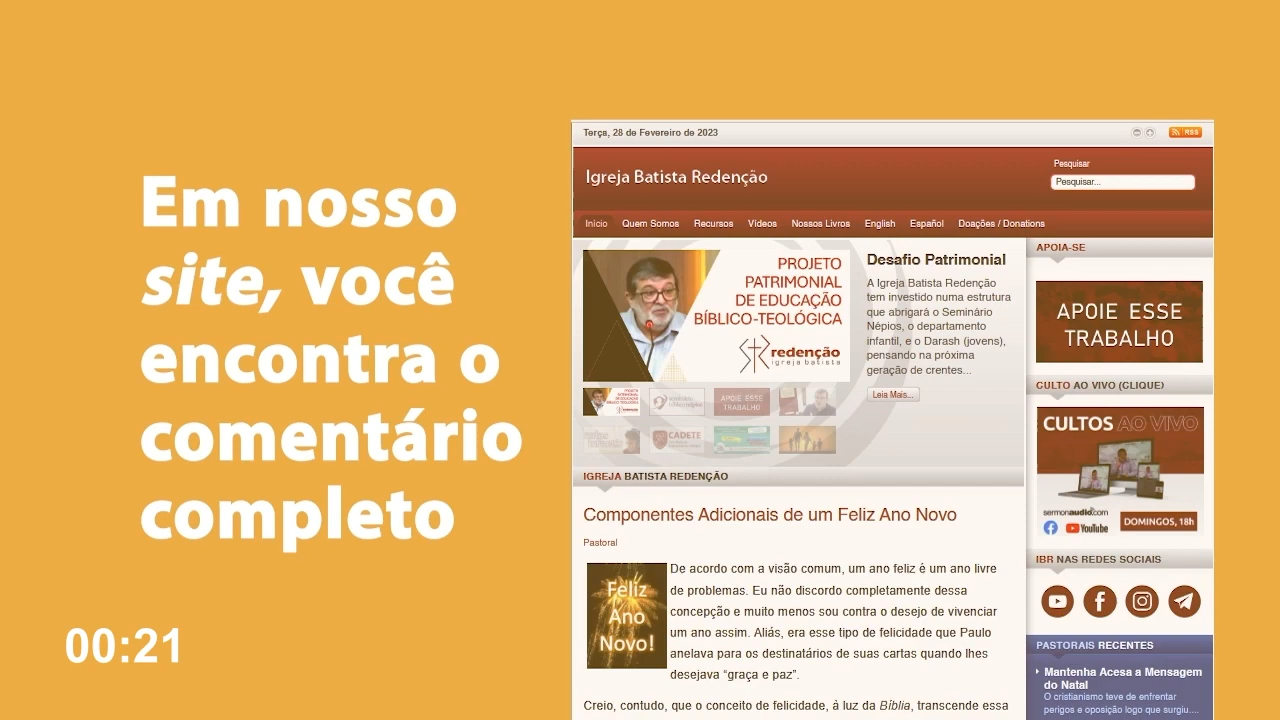 Em nosso
site, você
encontra o
comentário
completo
00:21
Terça, 28 de Fevereiro de 2023
RSS
Igreja Batista Redenção
Pesquisar
Pesquisar...
Início Quem Somos Recursos Vídeos Nossos Livros English Español Doações / Donations
PROJETO
PATRIMONIAL
DE EDUCAÇÃO
BÍBLICO-TEOLÓGICA
redenção
igreja batista
Desafio Patrimonial
A Igreja Batista Redenção
tem investido numa estrutura
que abrigará o Seminário
Népios, o departamento
infantil, e o Darash (jovens),
pensando na próxima
geração de crentes...
Leia Mais...
APOIE ESSE
TRABALHO
CADETE
IGREJA BATISTA REDENÇÃO
Componentes Adicionais de um Feliz Ano Novo
Pastoral
Feliz
Ano
Novo!
De acordo com a visão comum, um ano feliz é um ano livre
de problemas. Eu não discordo completamente dessa
concepção e muito menos sou contra o desejo de vivenciar
um ano assim. Aliás, era esse tipo de felicidade que Paulo
anelava para os destinatários de suas cartas quando lhes
desejava “graça e paz”.
Creio, contudo, que o conceito de felicidade, à luz da Bíblia, transcende essa
APOIA-SE
APOIE ESSE
TRABALHO
CULTO AO VIVO (CLIQUE)
CULTOS AO VIVO
sermonaudio.com
YouTube
DOMINGOS, 18h
IBR NAS REDES SOCIAIS
PASTORAIS RECENTES
Mantenha Acesa a Mensagem
do Natal
O cristianismo teve de enfrentar
perigos e oposição logo que surgiu....